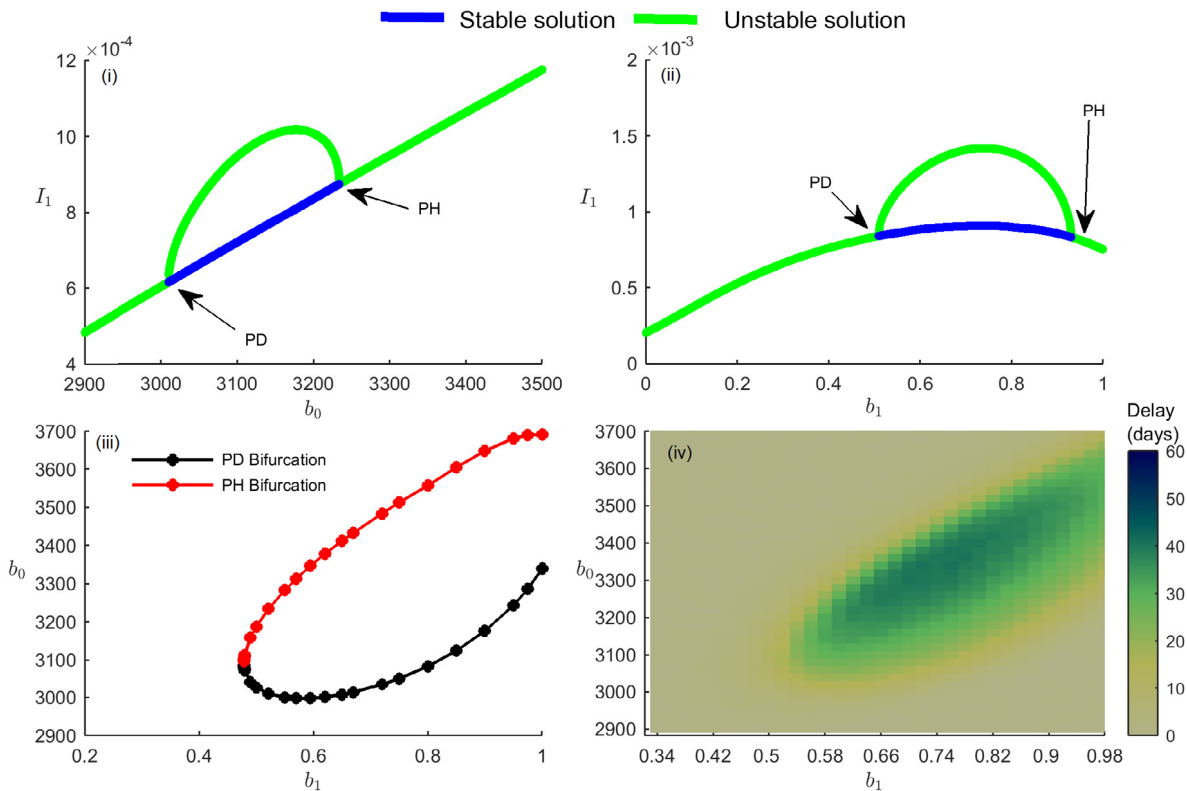 Stable solution Unstable solution
×10⁻⁴
(i)
12
10
8
6
4
I₁
PH
PD
2900 3000 3100 3200 3300 3400 3500
b₀
×10⁻³
(ii)
2
1.5
1
0.5
0
I₁
PD
PH
0 0.2 0.4 0.6 0.8 1
b₁
(iii)
3700
3600
3500
3400
3300
3200
3100
3000
2900
b₀
PD Bifurcation
PH Bifurcation
0.2 0.4 0.6 0.8 1
b₁
(iv)
3700
3600
3500
3400
3300
3200
3100
3000
2900
b₀
0.34 0.42 0.5 0.58 0.66 0.74 0.82 0.9 0.98
b₁
Delay
(days)
60
50
40
30
20
10
0